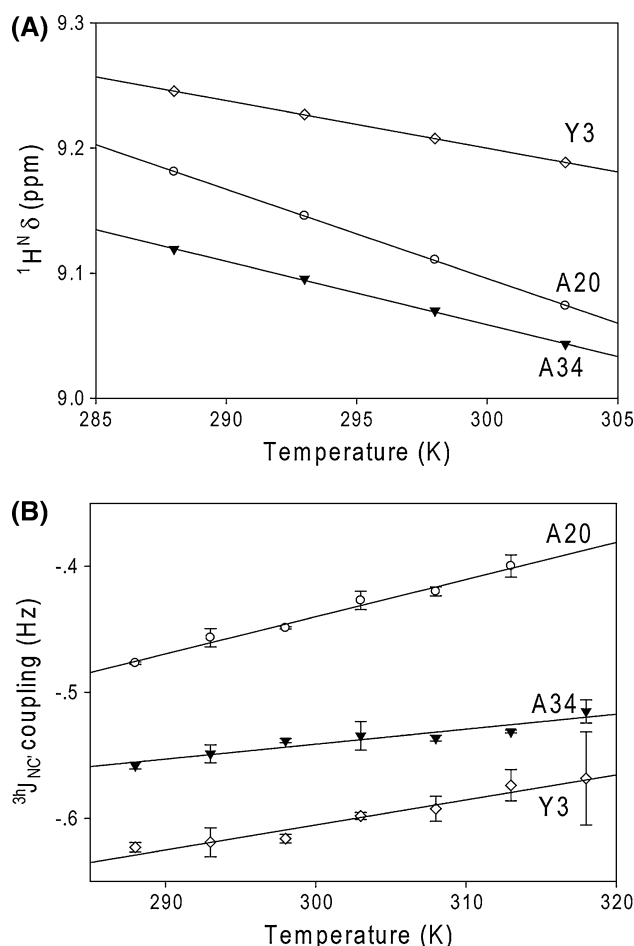 (A)
9.3
9.2
9.1
9.0
¹Hᴺ δ (ppm)
Y3
A20
A34
285 290 295 300 305
Temperature (K)
(B)
-.4
-.5
-.6
³ʰJ_NC' coupling (Hz)
A20
A34
Y3
290 300 310 320
Temperature (K)